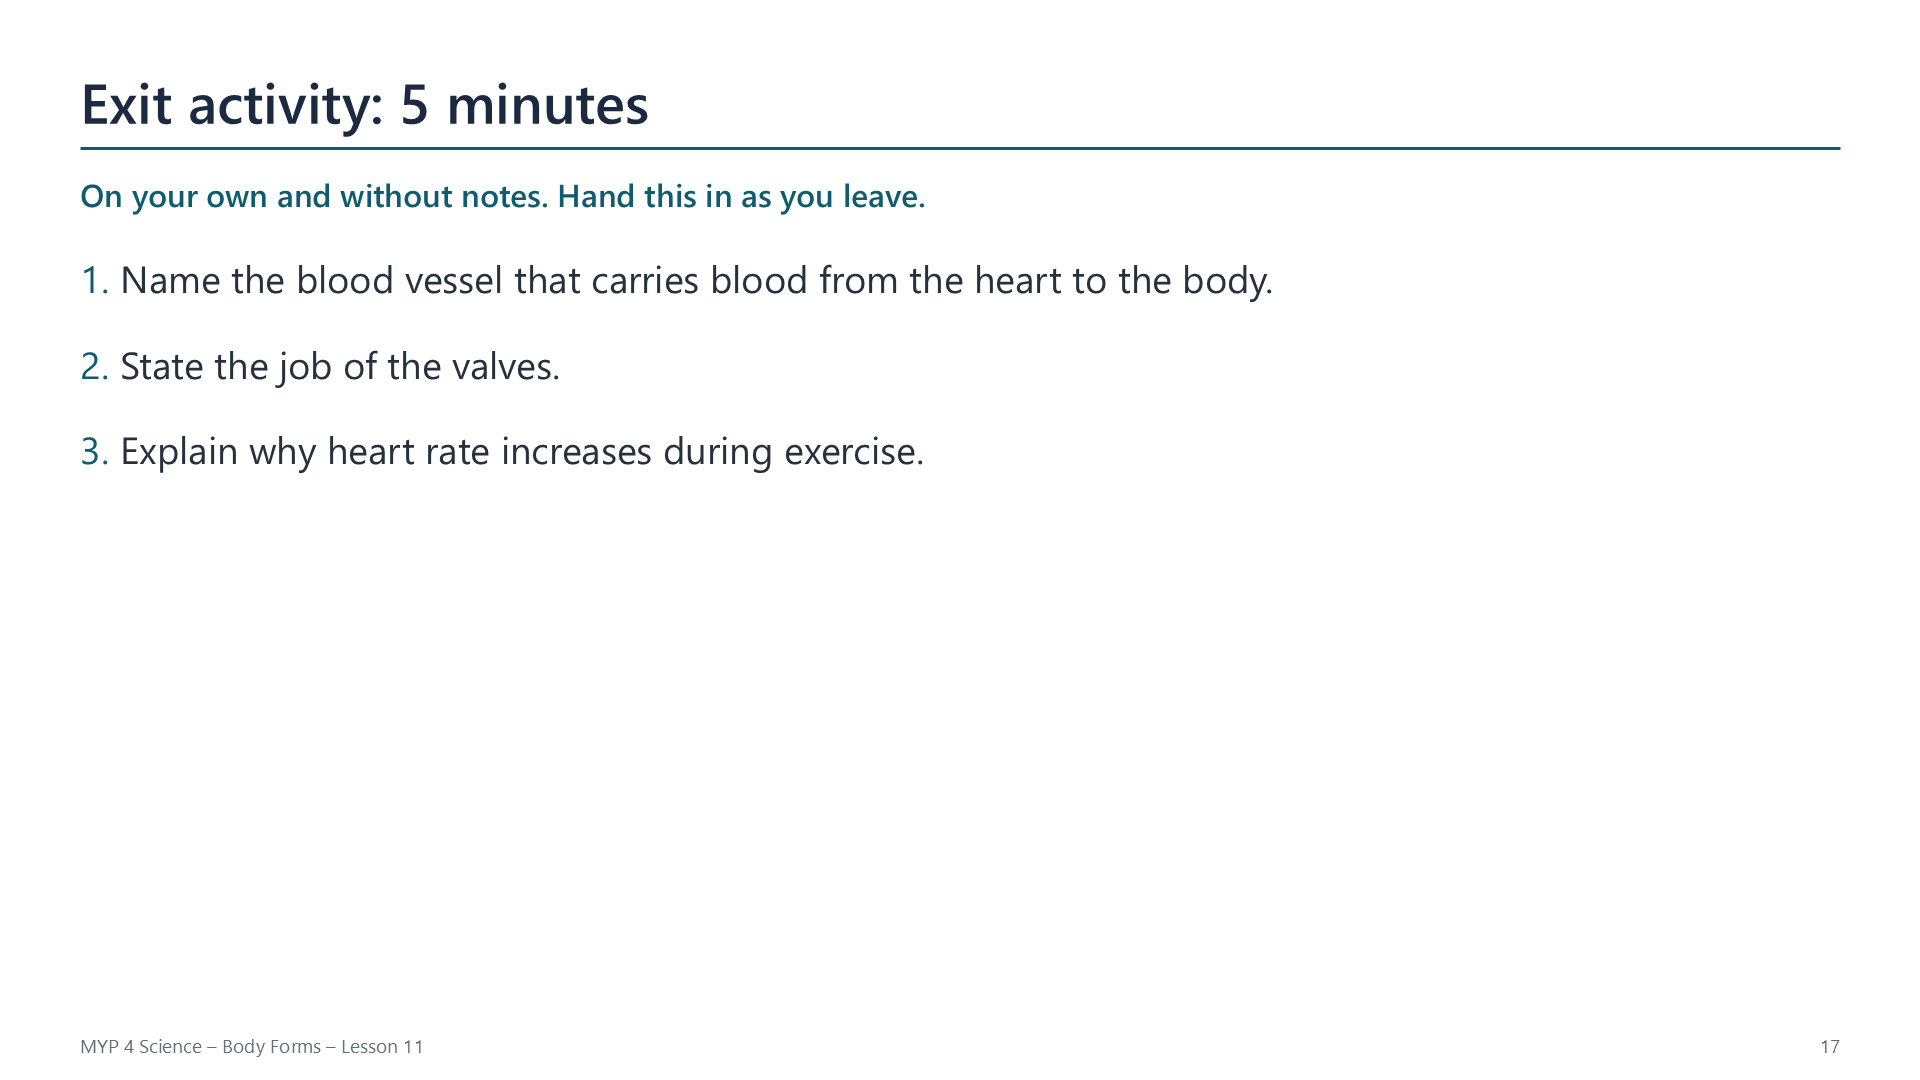 Exit activity: 5 minutes
On your own and without notes. Hand this in as you leave.
1. Name the blood vessel that carries blood from the heart to the body.
2. State the job of the valves.
3. Explain why heart rate increases during exercise.
MYP 4 Science – Body Forms – Lesson 11
17